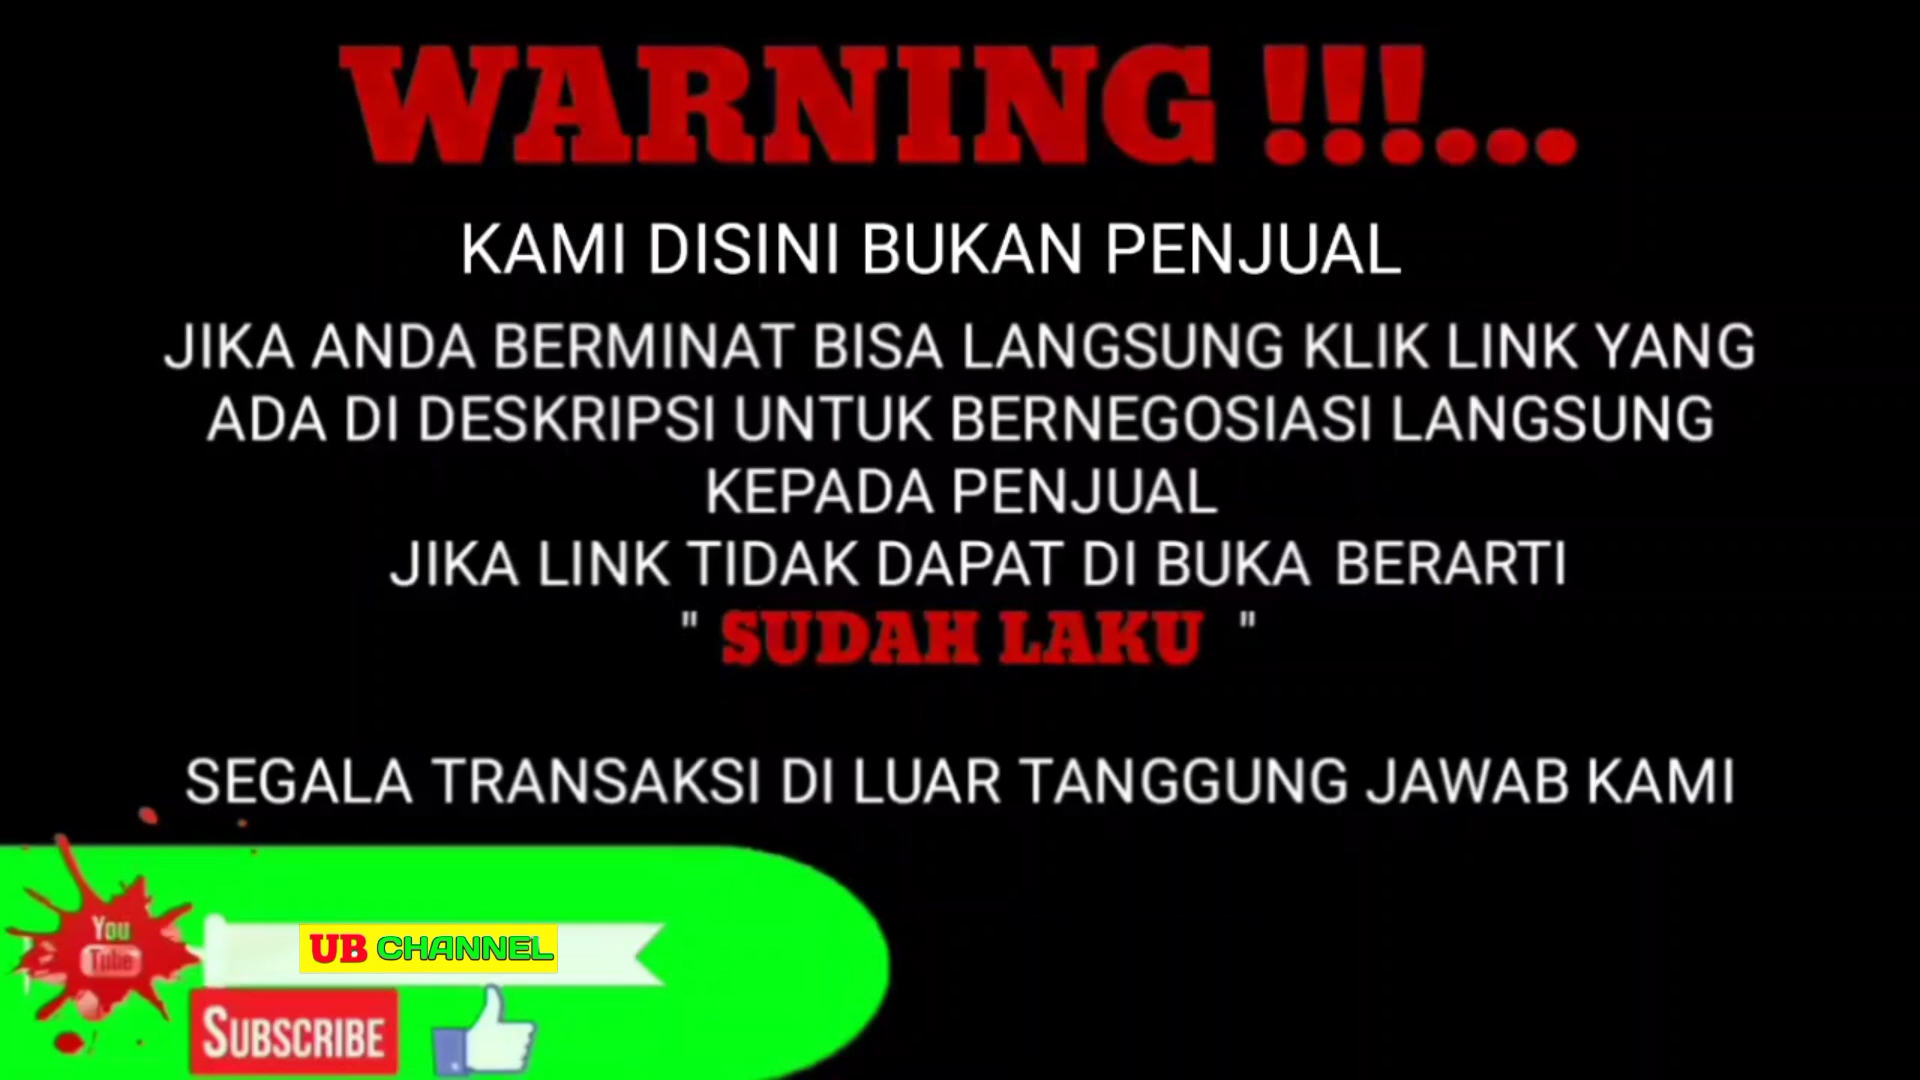 WARNING !!!...
KAMI DISINI BUKAN PENJUAL
JIKA ANDA BERMINAT BISA LANGSUNG KLIK LINK YANG
ADA DI DESKRIPSI UNTUK BERNEGOSIASI LANGSUNG
KEPADA PENJUAL
JIKA LINK TIDAK DAPAT DI BUKA BERARTI
" SUDAH LAKU "
SEGALA TRANSAKSI DI LUAR TANGGUNG JAWAB KAMI
You
Tube
UB CHANNEL
SUBSCRIBE